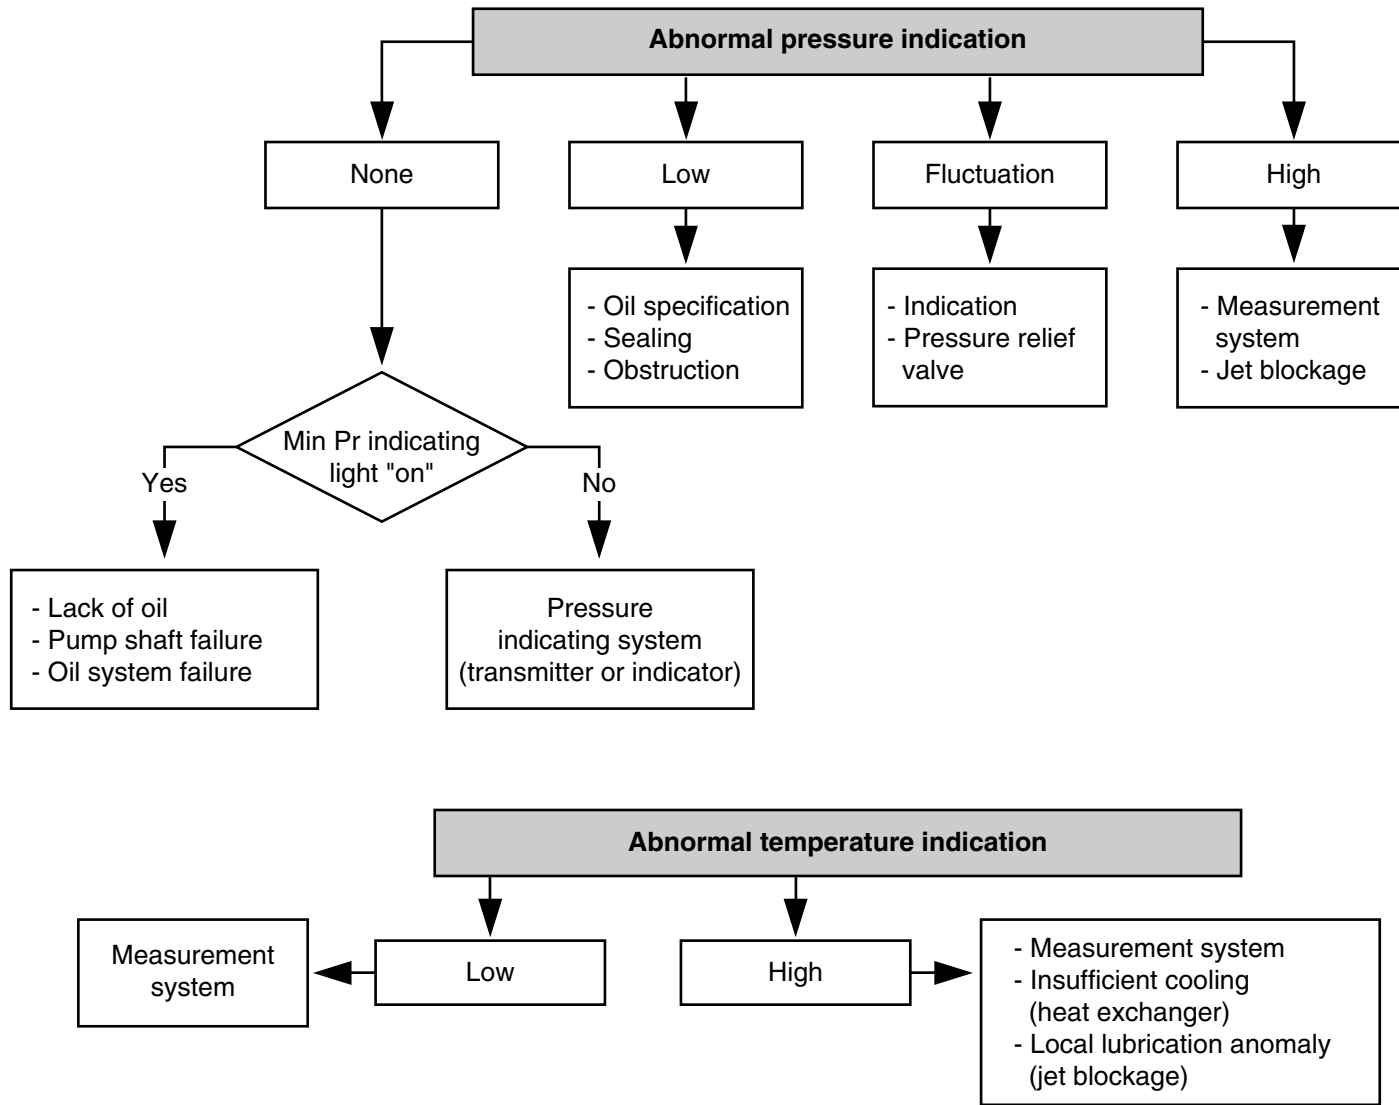 Abnormal pressure indication
None
Low
Fluctuation
High
- Oil specification
- Sealing
- Obstruction
- Indication
- Pressure relief
valve
- Measurement
system
- Jet blockage
Min Pr indicating
light "on"
Yes
No
- Lack of oil
- Pump shaft failure
- Oil system failure
Pressure
indicating system
(transmitter or indicator)
Abnormal temperature indication
Measurement
system
Low
High
- Measurement system
- Insufficient cooling
(heat exchanger)
- Local lubrication anomaly
(jet blockage)